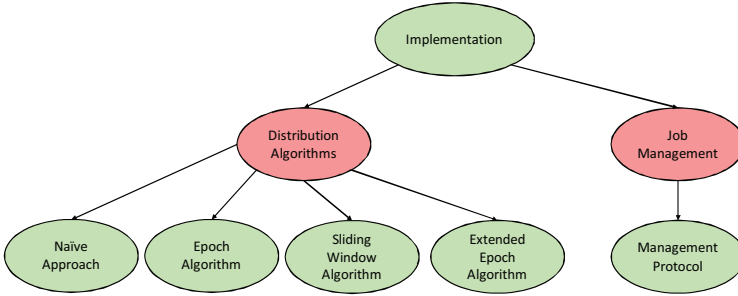 Implementation
Distribution
Algorithms
Job
Management
Naïve
Approach
Epoch
Algorithm
Sliding
Window
Algorithm
Extended
Epoch
Algorithm
Management
Protocol